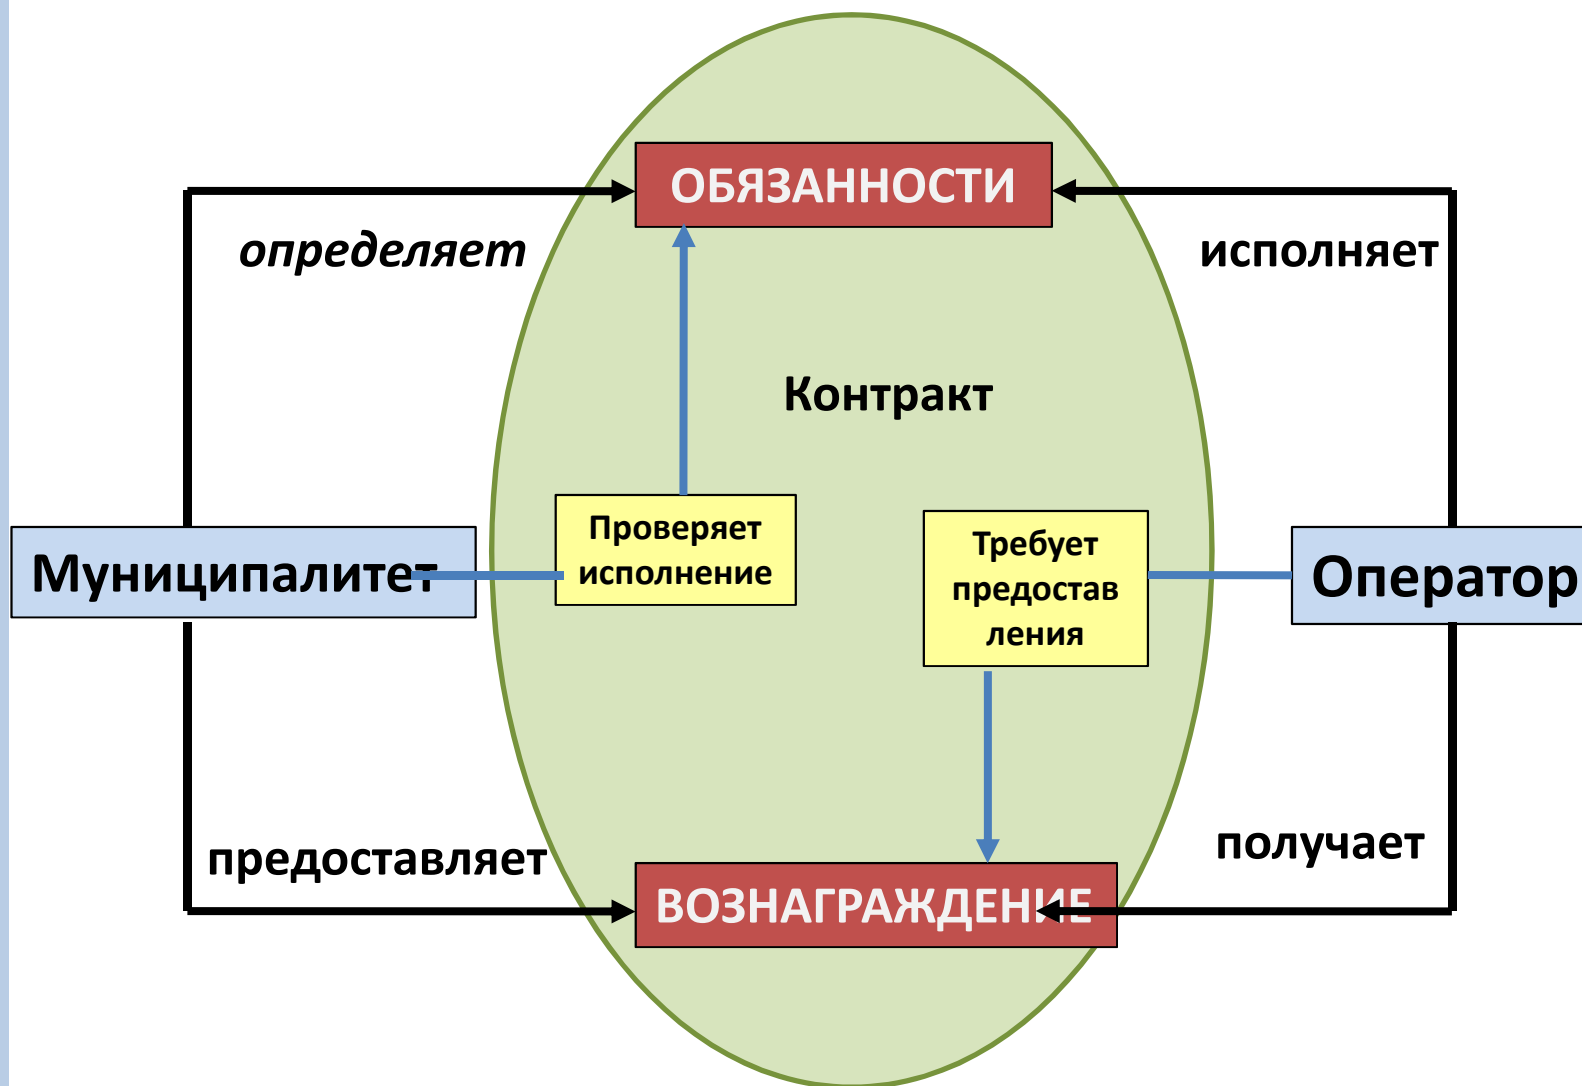 ОБЯЗАННОСТИ
определяет
исполняет
Контракт
Проверяет
исполнение
Требует
предостав
ления
Муниципалитет
Оператор
предоставляет
получает
ВОЗНАГРАЖДЕНИЕ